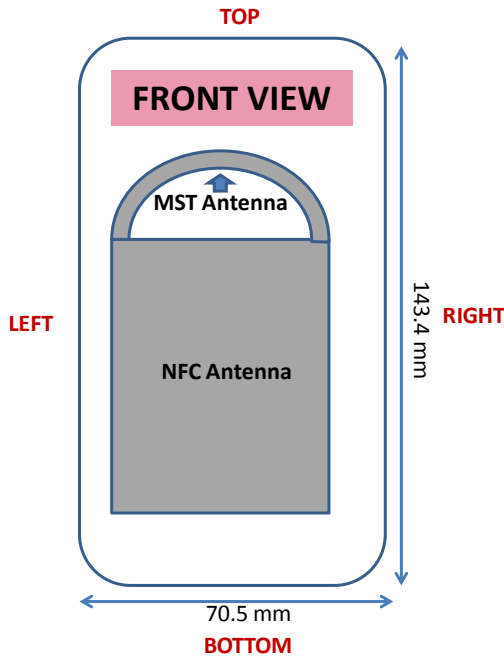 TOP
FRONT VIEW
MST Antenna
LEFT
NFC Antenna
143.4 mm
RIGHT
70.5 mm
BOTTOM